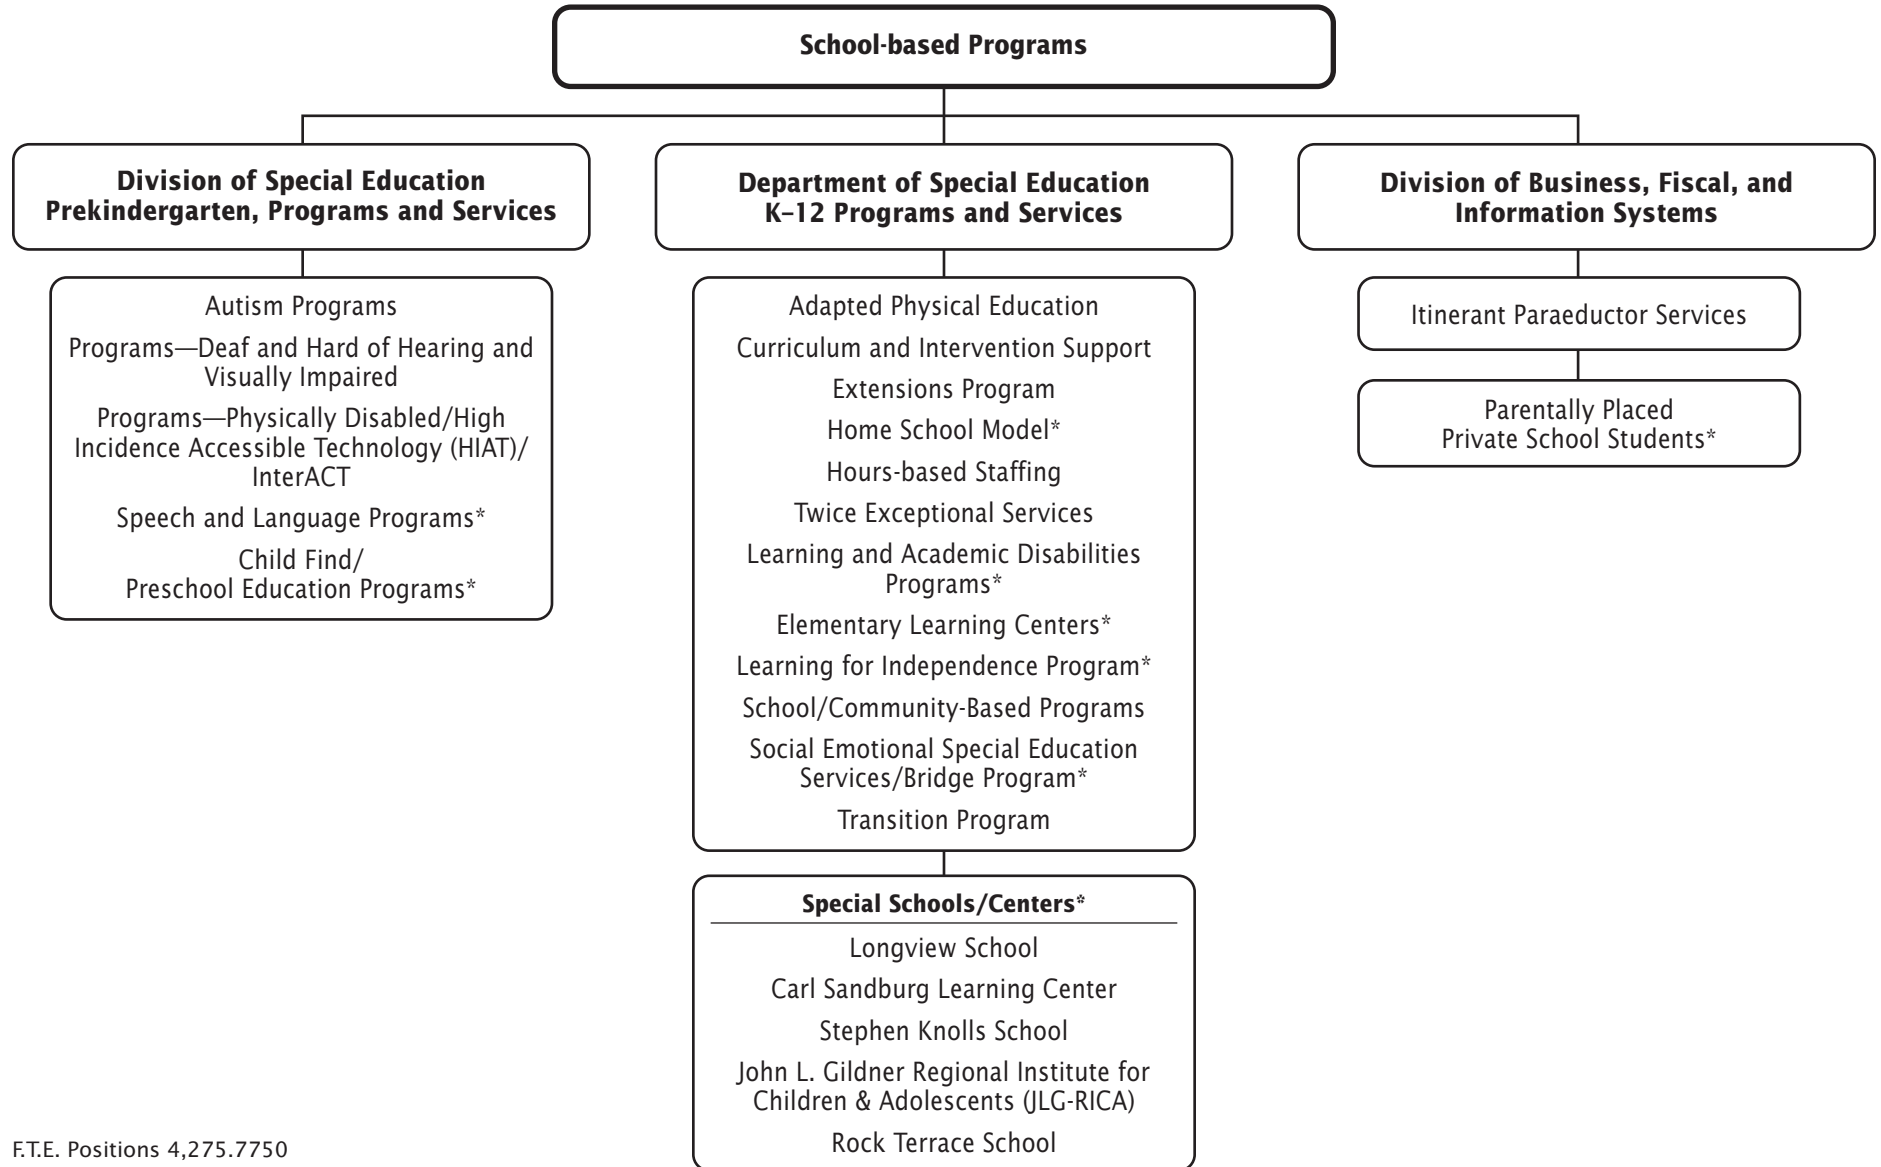 School-based Programs
Division of Special Education
Prekindergarten, Programs and Services
Autism Programs
Programs—Deaf and Hard of Hearing and
Visually Impaired
Programs—Physically Disabled/High
Incidence Accessible Technology (HIAT)/
InterACT
Speech and Language Programs*
Child Find/
Preschool Education Programs*
Department of Special Education
K–12 Programs and Services
Adapted Physical Education
Curriculum and Intervention Support
Extensions Program
Home School Model*
Hours-based Staffing
Twice Exceptional Services
Learning and Academic Disabilities
Programs*
Elementary Learning Centers*
Learning for Independence Program*
School/Community-Based Programs
Social Emotional Special Education
Services/Bridge Program*
Transition Program
Special Schools/Centers*
Longview School
Carl Sandburg Learning Center
Stephen Knolls School
John L. Gildner Regional Institute for
Children & Adolescents (JLG-RICA)
Rock Terrace School
Division of Business, Fiscal, and
Information Systems
Itinerant Paraeductor Services
Parentally Placed
Private School Students*
F.T.E. Positions 4,275.7750